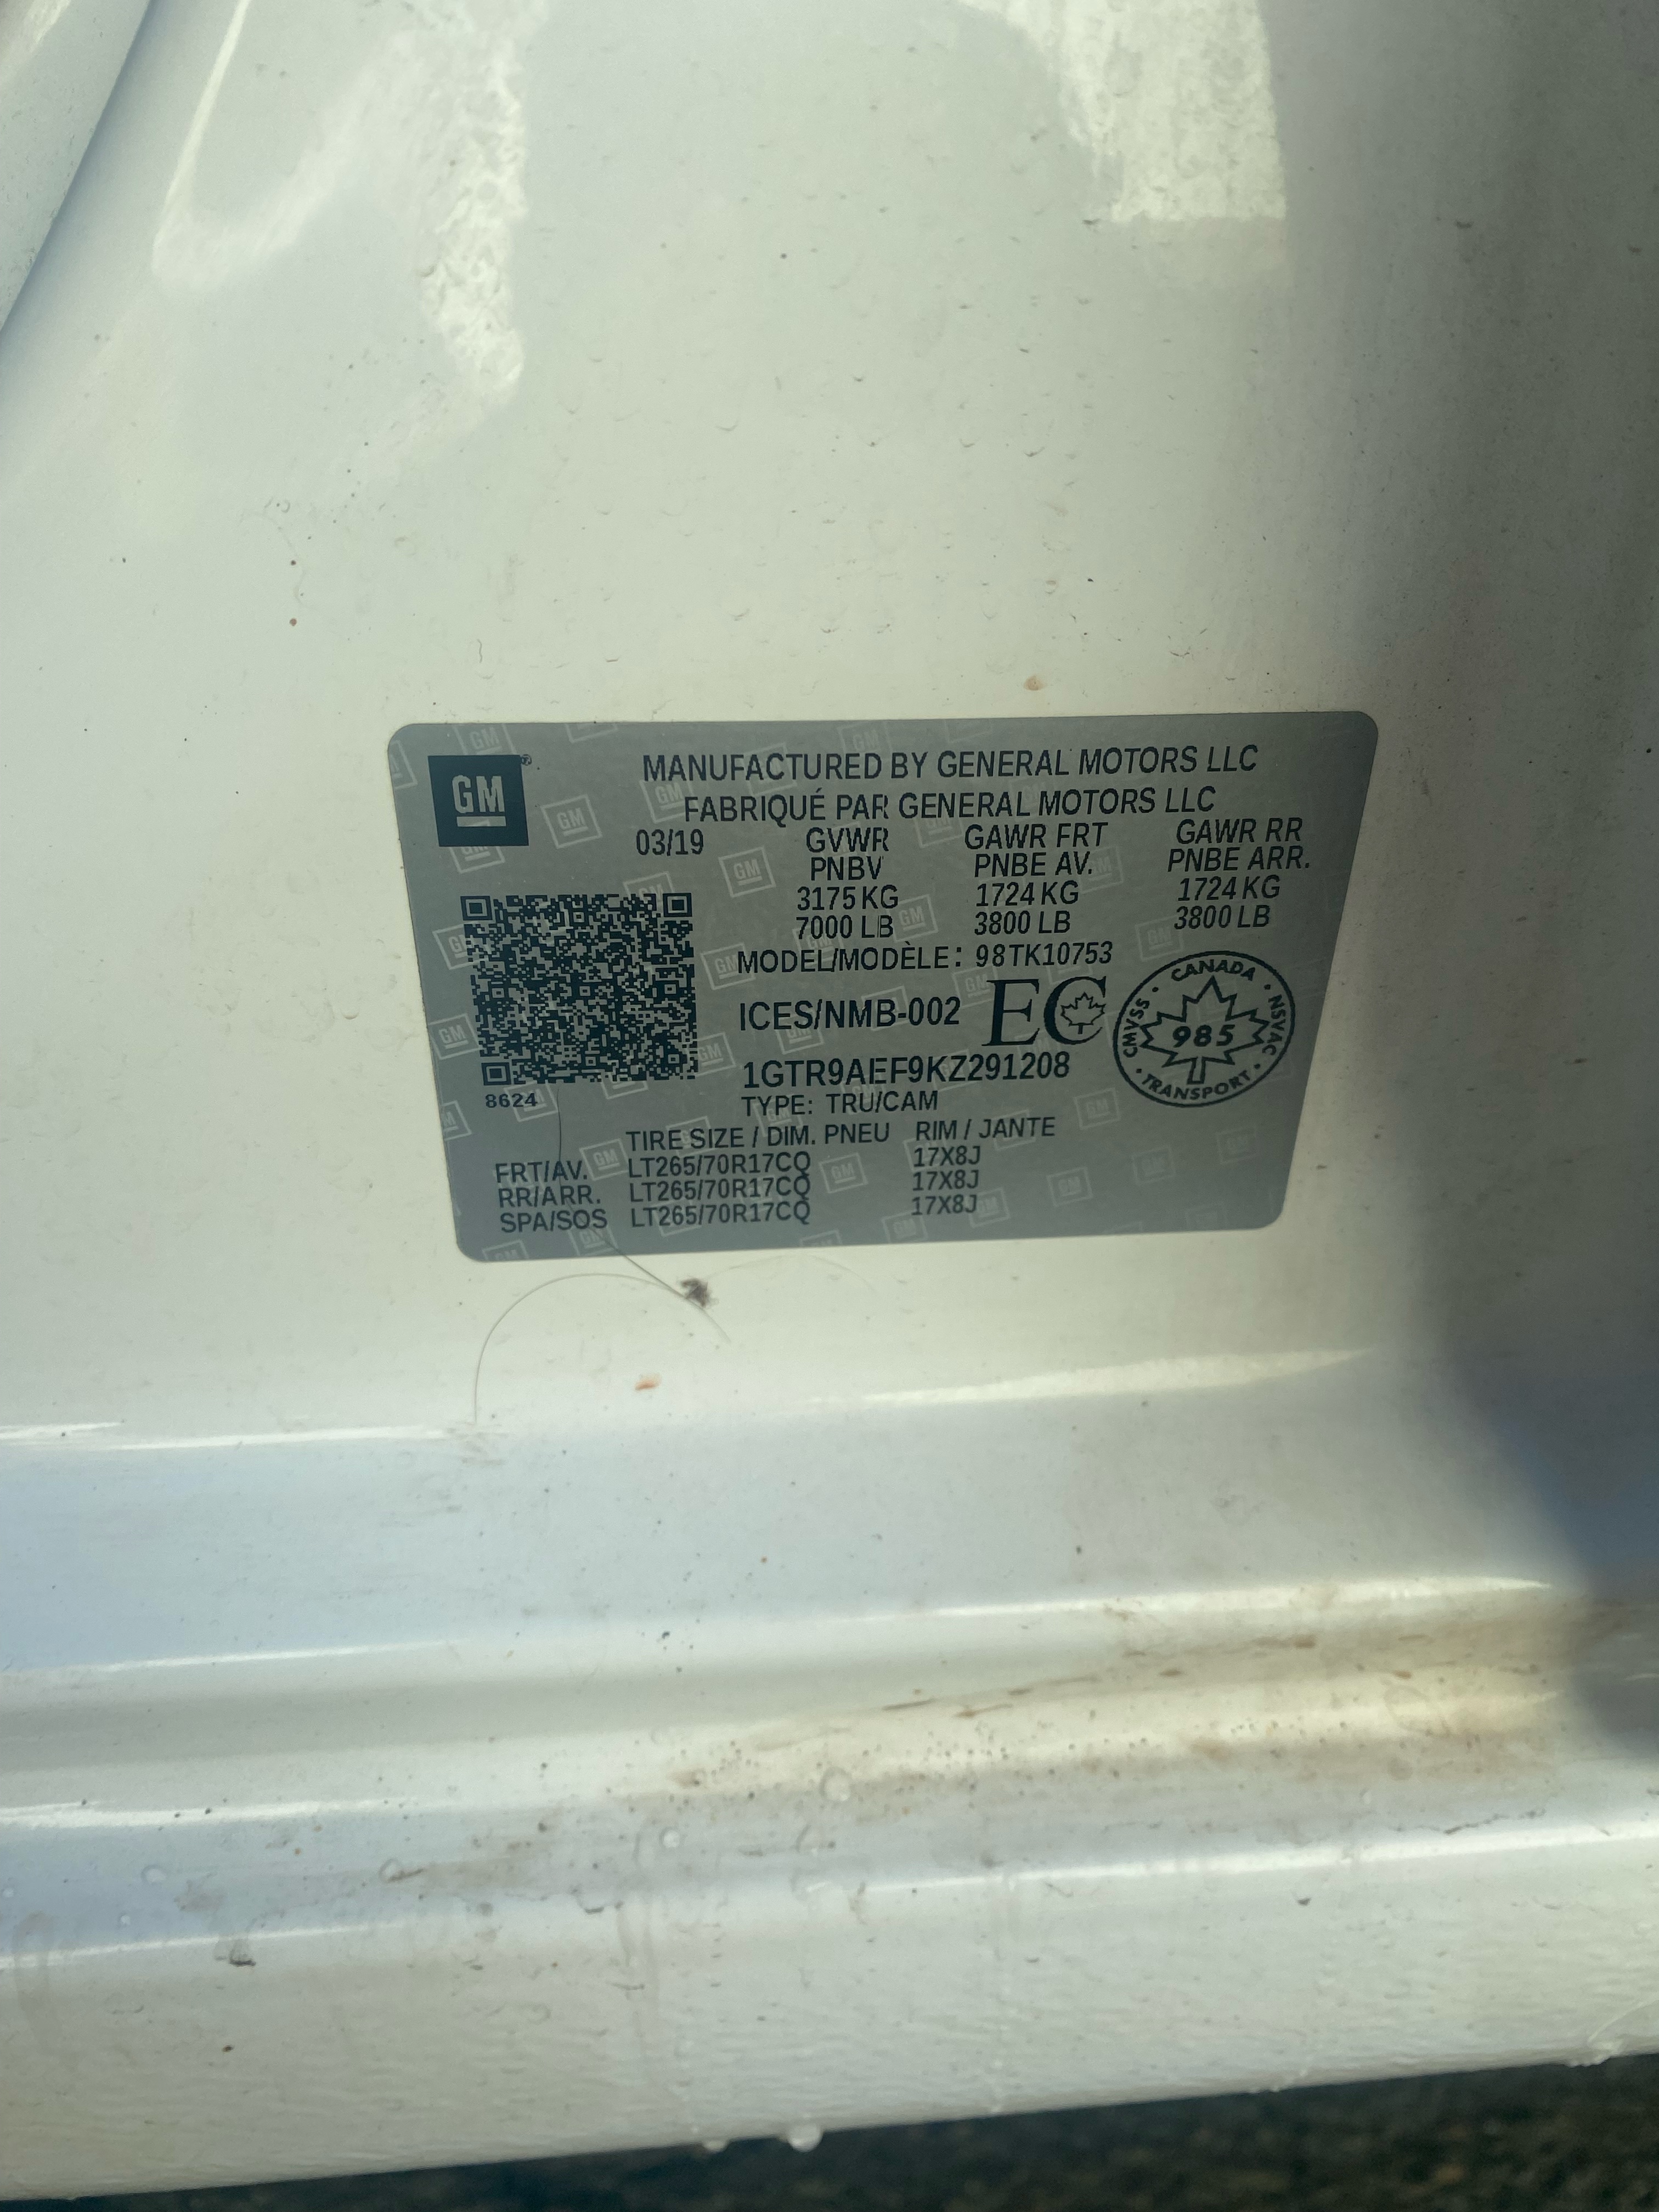 GM
MANUFACTURED BY GENERAL MOTORS LLC
FABRIQUÉ PAR GENERAL MOTORS LLC
03/19 GVWR GAWR FRT GAWR RR
PNBV PNBE AV. PNBE ARR.
3175 KG 1724 KG 1724 KG
7000 LB 3800 LB 3800 LB
MODEL/MODÈLE: 98TK10753
ICES/NMB-002 EC
CANADA
CMVSS 985 NSVAC
TRANSPORT
1GTR9AEF9KZ291208
8624
TYPE: TRU/CAM
TIRE SIZE / DIM. PNEU RIM / JANTE
FRT/AV. LT265/70R17CQ 17X8J
RR/ARR. LT265/70R17CQ 17X8J
SPA/SOS LT265/70R17CQ 17X8J